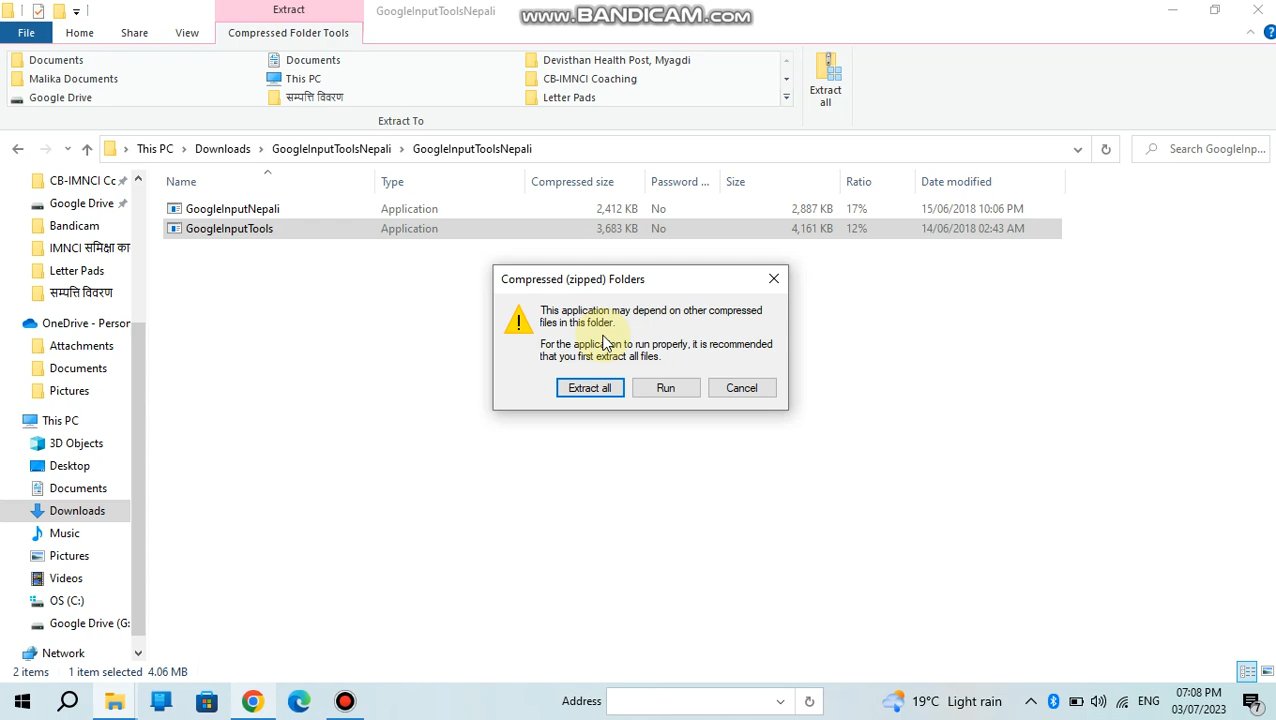 Extract
GoogleInputToolsNepali
www.BANDICAM.com
File
Home
Share
View
Compressed Folder Tools
Documents
Documents
Devisthan Health Post, Myagdi
Malika Documents
This PC
CB-IMNCI Coaching
Google Drive
सम्पत्ति विवरण
Letter Pads
Extract
all
Extract To
This PC
Downloads
GoogleInputToolsNepali
GoogleInputToolsNepali
Search GoogleInp...
Name
Type
Compressed size
Password ...
Size
Ratio
Date modified
GoogleInputNepali
Application
2,412 KB
No
2,887 KB
17%
15/06/2018 10:06 PM
GoogleInputTools
Application
3,683 KB
No
4,161 KB
12%
14/06/2018 02:43 AM
CB-IMNCI Cc
Google Drive
Bandicam
IMNCI समिक्षा का
Letter Pads
सम्पत्ति विवरण
OneDrive - Person
Attachments
Documents
Pictures
This PC
3D Objects
Desktop
Documents
Downloads
Music
Pictures
Videos
OS (C:)
Google Drive (G:
Network
Compressed (zipped) Folders
This application may depend on other compressed
files in this folder.
For the application to run properly, it is recommended
that you first extract all files.
Extract all
Run
Cancel
2 items
1 item selected 4.06 MB
Address
19°C Light rain
ENG
07:08 PM
03/07/2023
7